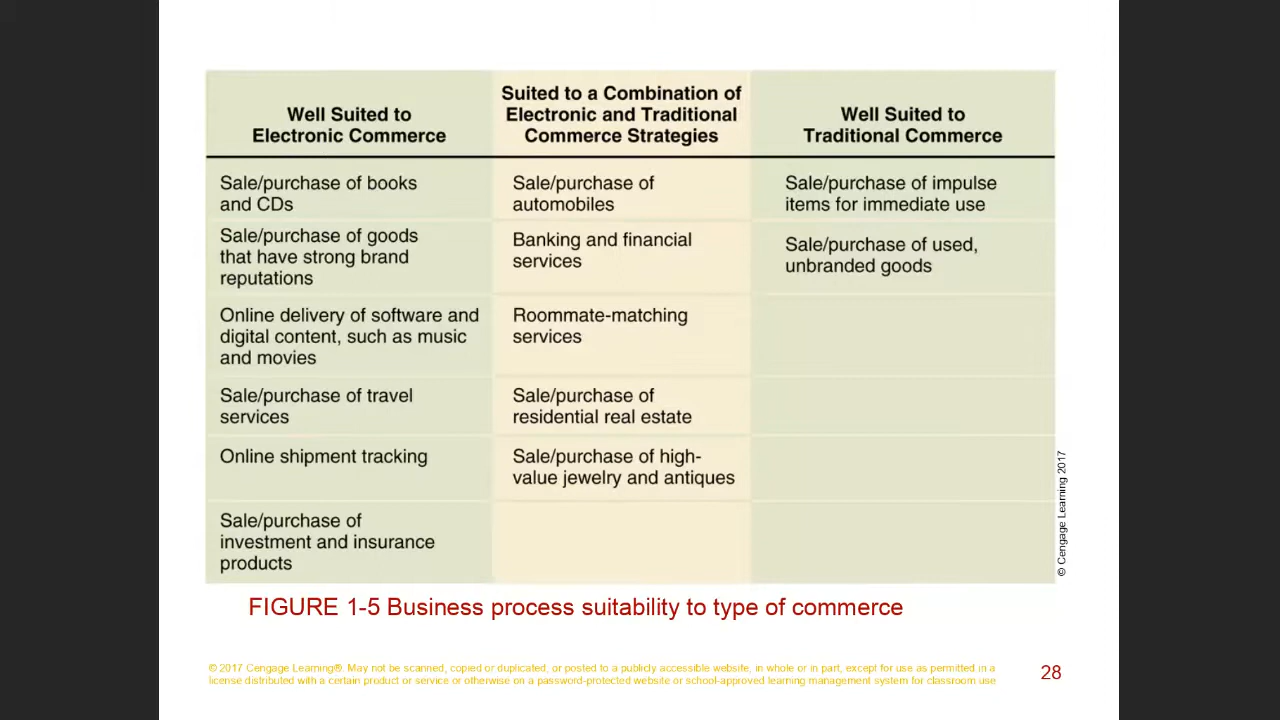 Well Suited to
Electronic Commerce
Suited to a Combination of
Electronic and Traditional
Commerce Strategies
Well Suited to
Traditional Commerce
Sale/purchase of books
and CDs
Sale/purchase of
automobiles
Sale/purchase of impulse
items for immediate use
Sale/purchase of goods
that have strong brand
reputations
Banking and financial
services
Sale/purchase of used,
unbranded goods
Online delivery of software and
digital content, such as music
and movies
Roommate-matching
services
Sale/purchase of travel
services
Sale/purchase of
residential real estate
Online shipment tracking
Sale/purchase of high-
value jewelry and antiques
Sale/purchase of
investment and insurance
products
© Cengage Learning 2017
FIGURE 1-5 Business process suitability to type of commerce
© 2017 Cengage Learning®. May not be scanned, copied or duplicated, or posted to a publicly accessible website, in whole or in part, except for use as permitted in a
license distributed with a certain product or service or otherwise on a password-protected website or school-approved learning management system for classroom use
28